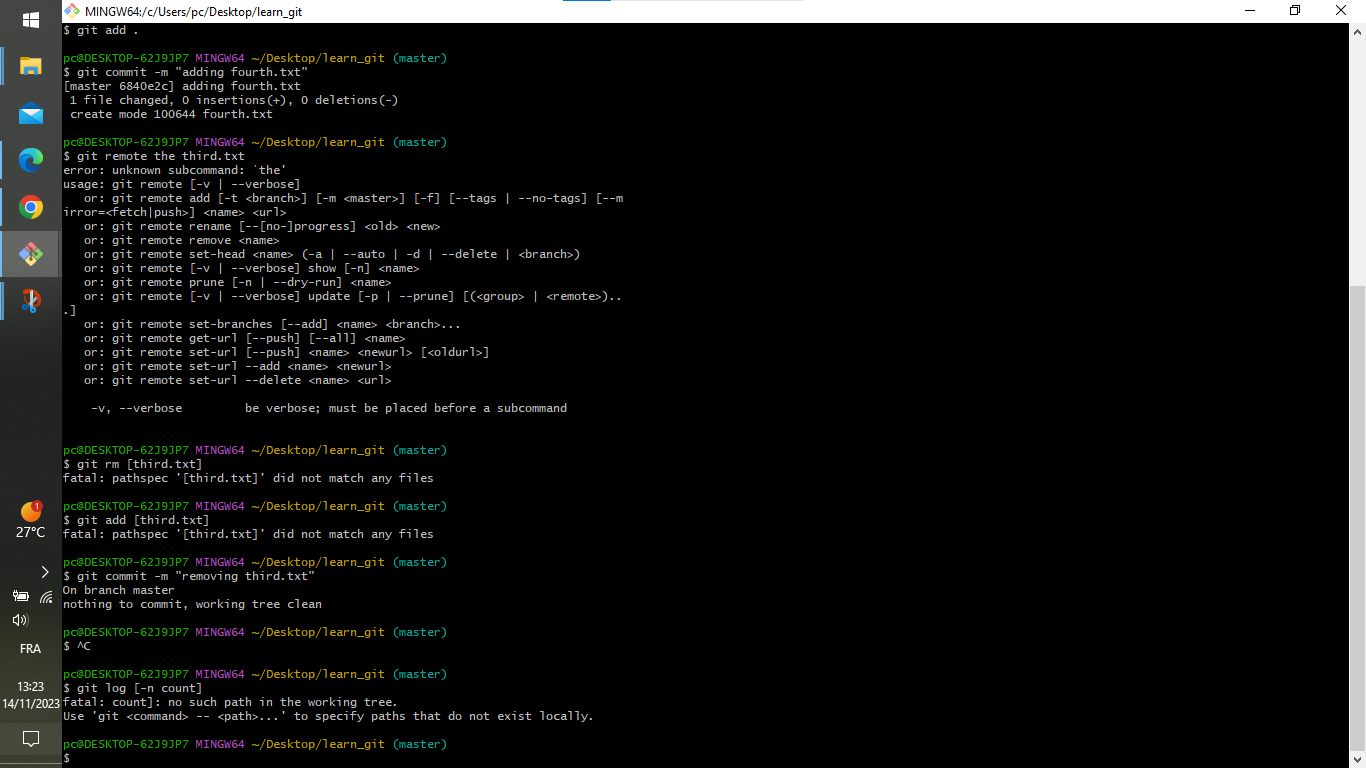 MINGW64:/c/Users/pc/Desktop/learn_git
$ git add .
pc@DESKTOP-62J9JP7 MINGW64 ~/Desktop/learn_git (master)
$ git commit -m "adding fourth.txt"
[master 6840e2c] adding fourth.txt
 1 file changed, 0 insertions(+), 0 deletions(-)
 create mode 100644 fourth.txt
pc@DESKTOP-62J9JP7 MINGW64 ~/Desktop/learn_git (master)
$ git remote the third.txt
error: unknown subcommand: `the'
usage: git remote [-v | --verbose]
   or: git remote add [-t <branch>] [-m <master>] [-f] [--tags | --no-tags] [--m
irror=<fetch|push>] <name> <url>
   or: git remote rename [--[no-]progress] <old> <new>
   or: git remote remove <name>
   or: git remote set-head <name> (-a | --auto | -d | --delete | <branch>)
   or: git remote [-v | --verbose] show [-n] <name>
   or: git remote prune [-n | --dry-run] <name>
   or: git remote [-v | --verbose] update [-p | --prune] [(<group> | <remote>)..
.]
   or: git remote set-branches [--add] <name> <branch>...
   or: git remote get-url [--push] [--all] <name>
   or: git remote set-url [--push] <name> <newurl> [<oldurl>]
   or: git remote set-url --add <name> <newurl>
   or: git remote set-url --delete <name> <url>
    -v, --verbose         be verbose; must be placed before a subcommand
pc@DESKTOP-62J9JP7 MINGW64 ~/Desktop/learn_git (master)
$ git rm [third.txt]
fatal: pathspec '[third.txt]' did not match any files
pc@DESKTOP-62J9JP7 MINGW64 ~/Desktop/learn_git (master)
$ git add [third.txt]
fatal: pathspec '[third.txt]' did not match any files
pc@DESKTOP-62J9JP7 MINGW64 ~/Desktop/learn_git (master)
$ git commit -m "removing third.txt"
On branch master
nothing to commit, working tree clean
pc@DESKTOP-62J9JP7 MINGW64 ~/Desktop/learn_git (master)
$ ^C
pc@DESKTOP-62J9JP7 MINGW64 ~/Desktop/learn_git (master)
$ git log [-n count]
fatal: count]: no such path in the working tree.
Use 'git <command> -- <path>...' to specify paths that do not exist locally.
pc@DESKTOP-62J9JP7 MINGW64 ~/Desktop/learn_git (master)
$
1
27°C
FRA
13:23
14/11/2023